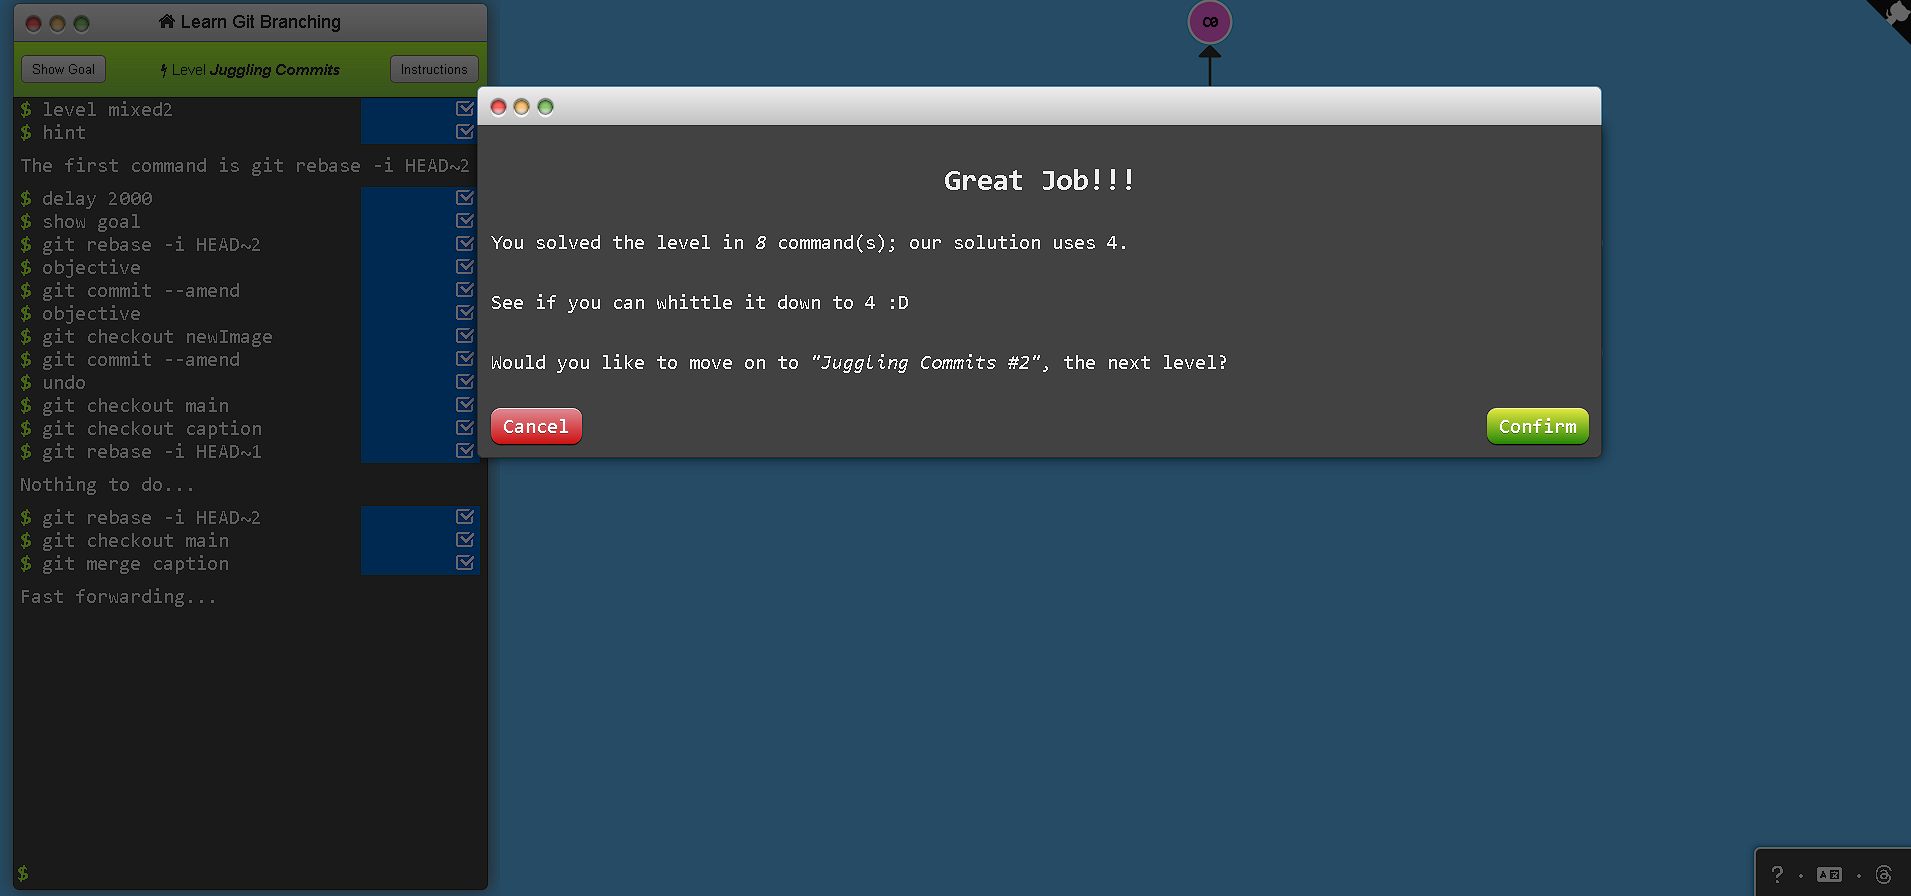 Learn Git Branching
Show Goal
Level Juggling Commits
Instructions
$ level mixed2
$ hint
The first command is git rebase -i HEAD~2
$ delay 2000
$ show goal
$ git rebase -i HEAD~2
$ objective
$ git commit --amend
$ objective
$ git checkout newImage
$ git commit --amend
$ undo
$ git checkout main
$ git checkout caption
$ git rebase -i HEAD~1
Nothing to do...
$ git rebase -i HEAD~2
$ git checkout main
$ git merge caption
Fast forwarding...
$
C0
Great Job!!!
You solved the level in 8 command(s); our solution uses 4.
See if you can whittle it down to 4 :D
Would you like to move on to "Juggling Commits #2", the next level?
Cancel
Confirm
? · A文 ·